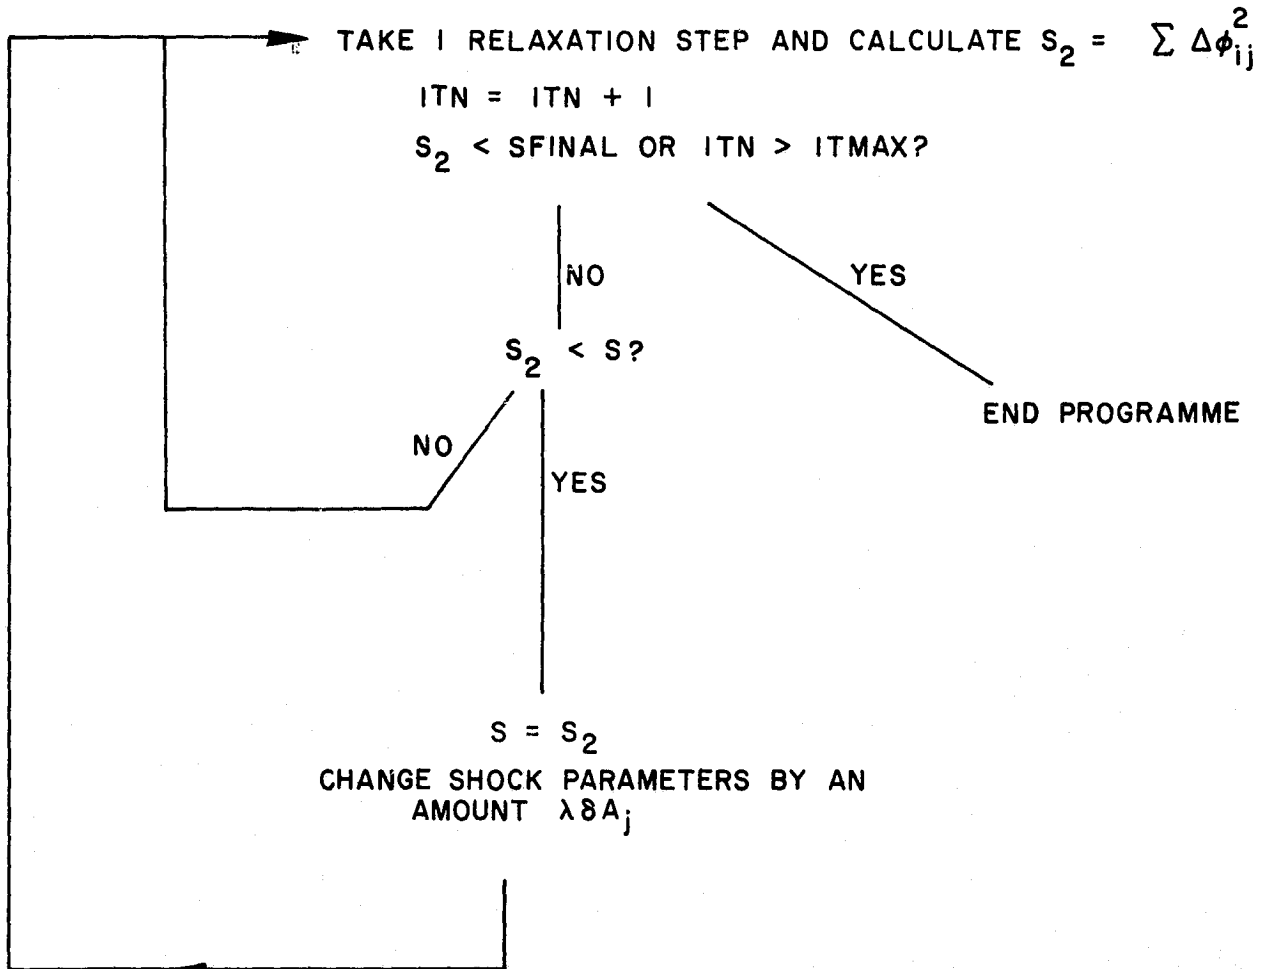 TAKE 1 RELAXATION STEP AND CALCULATE S₂ = Σ Δϕᵢⱼ²
ITN = ITN + 1
S₂ < SFINAL OR ITN > ITMAX?
NO
YES
S₂ < S?
END PROGRAMME
NO
YES
S = S₂
CHANGE SHOCK PARAMETERS BY AN
AMOUNT λδAⱼ